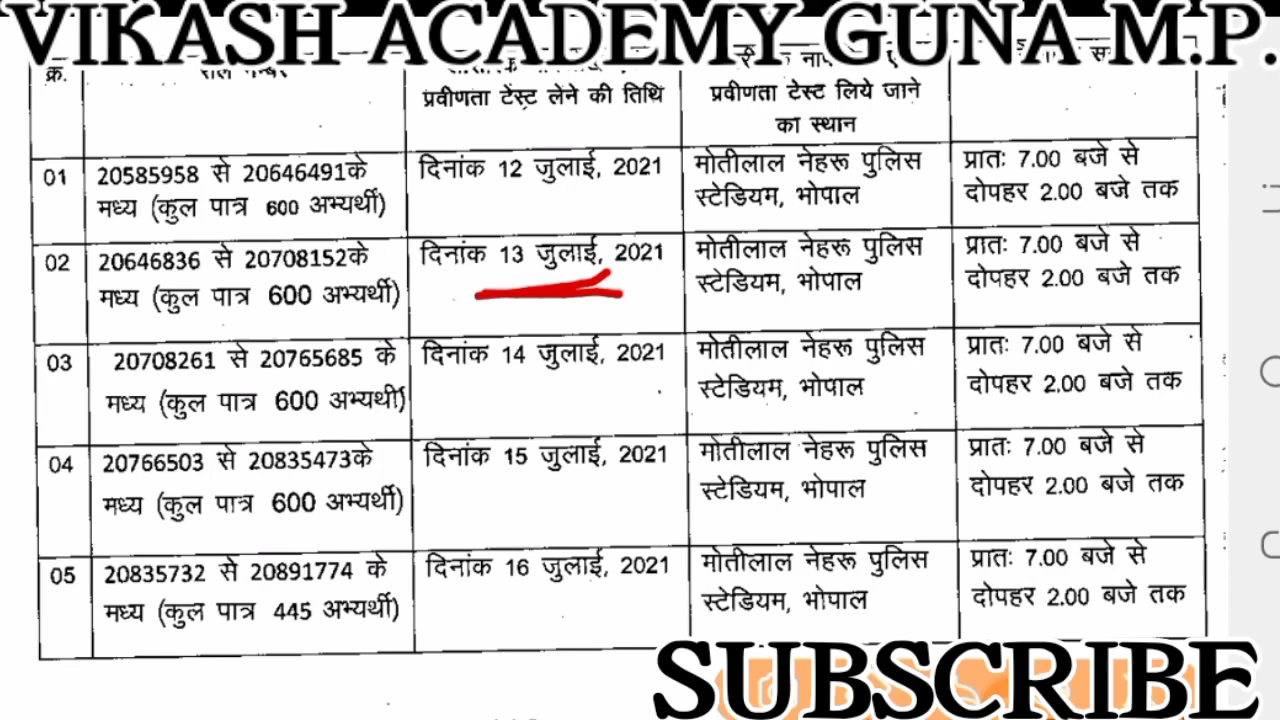 VIKASH ACADEMY GUNA M.P.
क्र.
प्रवीणता टेंस्ट लेने की तिथि
प्रवीणता टेस्ट लिये जाने
का स्थान
01
20585958 से 20646491के
मध्य (कुल पात्र 600 अभ्यर्थी)
दिनांक 12 जुलाई, 2021
मोतीलाल नेहरू पुलिस
स्टेडियम, भोपाल
प्रातः 7.00 बजे से
दोपहर 2.00 बजे तक
02
20646836 से 20708152के
मध्य (कुल पात्र 600 अभ्यर्थी)
दिनांक 13 जुलाई, 2021
मोतीलाल नेहरू पुलिस
स्टेडियम, भोपाल
प्रातः 7.00 बजे से
दोपहर 2.00 बजे तक
03
20708261 से 20765685 के
मध्य (कुल पात्र 600 अभ्यर्थी)
दिनांक 14 जुलाई, 2021
मोतीलाल नेहरू पुलिस
स्टेडियम, भोपाल
प्रातः 7.00 बजे से
दोपहर 2.00 बजे तक
04
20766503 से 20835473के
मध्य (कुल पात्र 600 अभ्यर्थी)
दिनांक 15 जुलाई, 2021
मोतीलाल नेहरू पुलिस
स्टेडियम, भोपाल
प्रातः 7.00 बजे से
दोपहर 2.00 बजे तक
05
20835732 से 20891774 के
मध्य (कुल पात्र 445 अभ्यर्थी)
दिनांक 16 जुलाई, 2021
मोतीलाल नेहरू पुलिस
स्टेडियम, भोपाल
प्रातः 7.00 बजे से
दोपहर 2.00 बजे तक
SUBSCRIBE